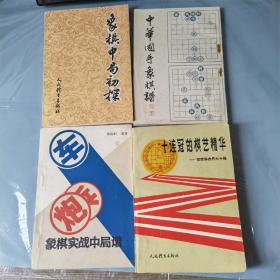 象棋中局初探
人民体育出版社
中华国手象棋谱
车
炮
兵
象棋实战中局谱
十连冠的棋艺精华
人民体育出版社